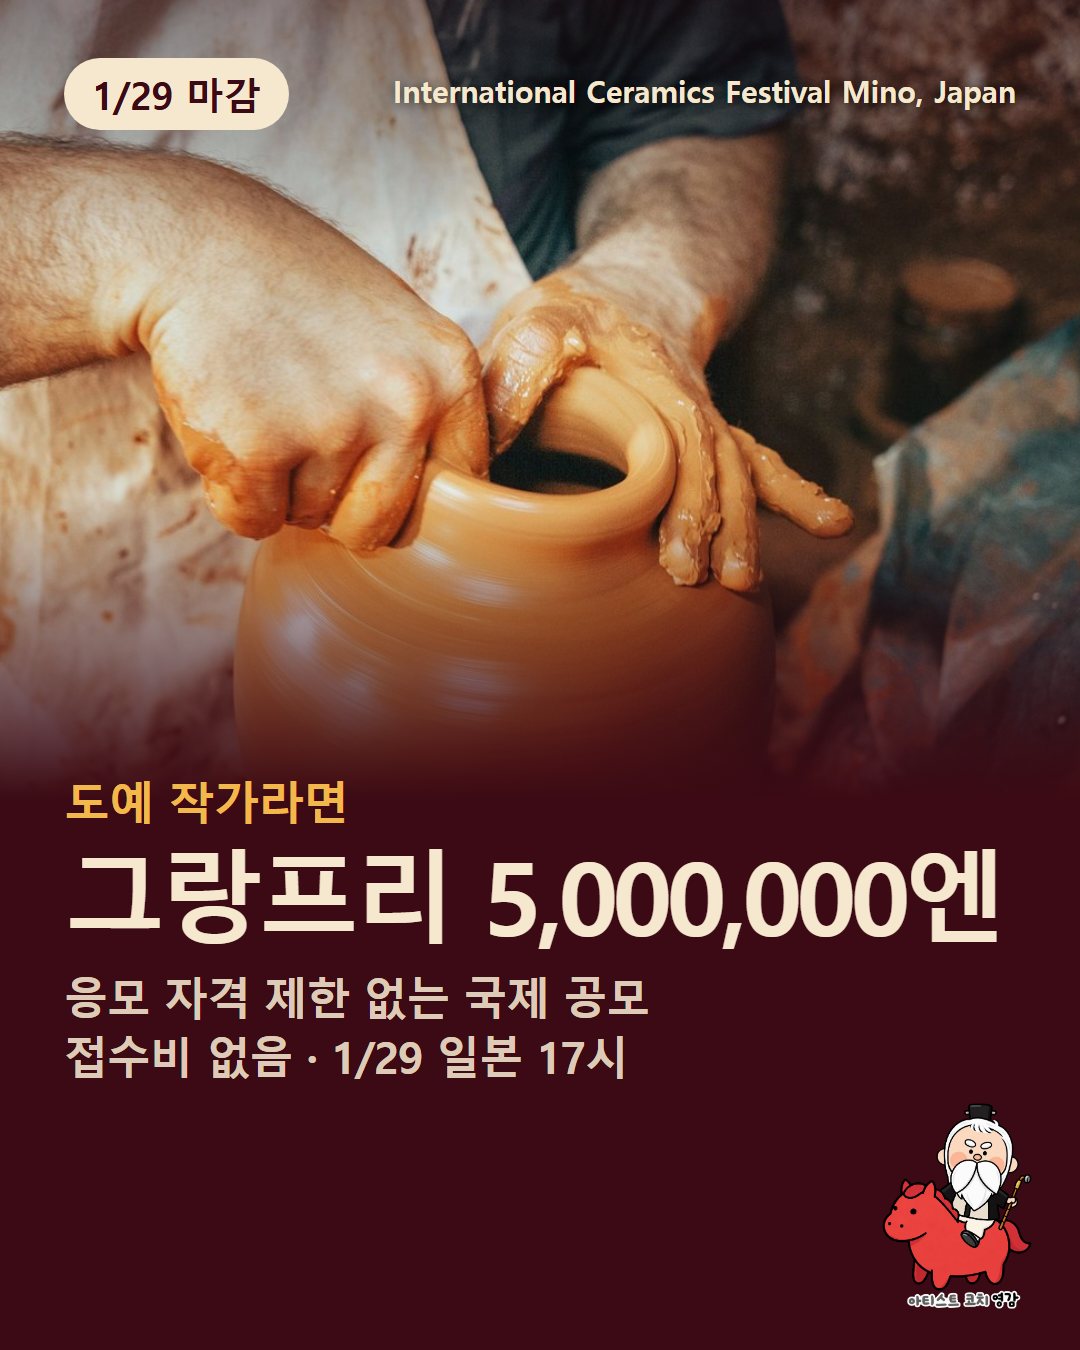 1/29 마감
International Ceramics Festival Mino, Japan
도예 작가라면
그랑프리 5,000,000엔
응모 자격 제한 없는 국제 공모
접수비 없음 · 1/29 일본 17시
아티스트 코치 영감